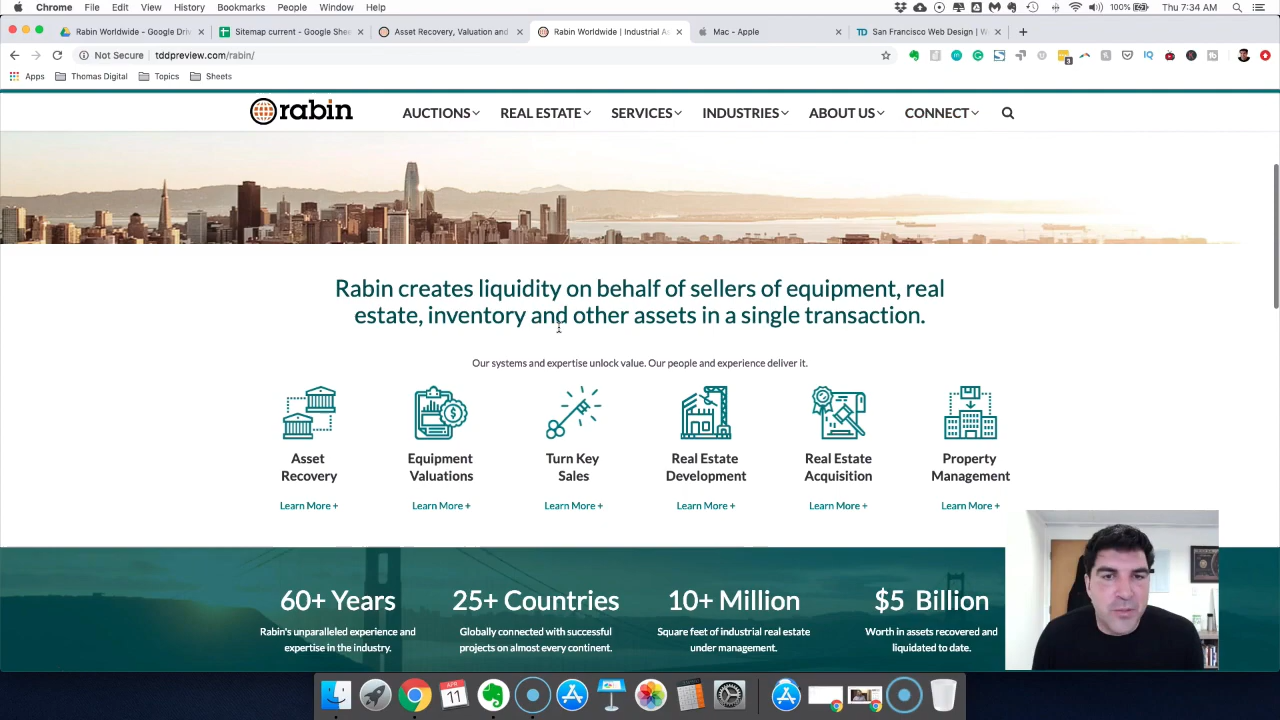 Chrome File Edit View History Bookmarks People Window Help 100% Thu 7:34 AM
Rabin Worldwide - Google Driv × Sitemap current - Google Shee × Asset Recovery, Valuation and × Rabin Worldwide | Industrial As × Mac - Apple × San Francisco Web Design | W ×
Not Secure | tddpreview.com/rabin/
Apps Thomas Digital Topics Sheets
rabin AUCTIONS REAL ESTATE SERVICES INDUSTRIES ABOUT US CONNECT
Rabin creates liquidity on behalf of sellers of equipment, real
estate, inventory and other assets in a single transaction.
Our systems and expertise unlock value. Our people and experience deliver it.
Asset Equipment Turn Key Real Estate Real Estate Property
Recovery Valuations Sales Development Acquisition Management
Learn More + Learn More + Learn More + Learn More + Learn More + Learn More +
60+ Years 25+ Countries 10+ Million $5 Billion
Rabin's unparalleled experience and Globally connected with successful Square feet of industrial real estate Worth in assets recovered and
expertise in the industry. projects on almost every continent. under management. liquidated to date.
APR
11